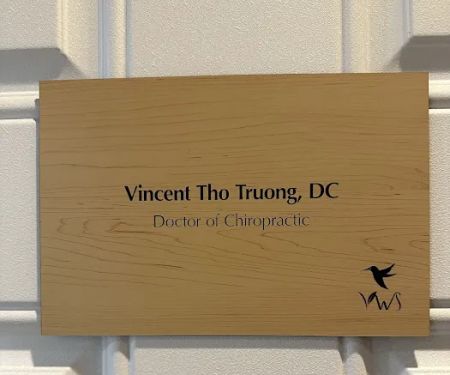 Vincent Tho Truong, DC
Doctor of Chiropractic
VWS